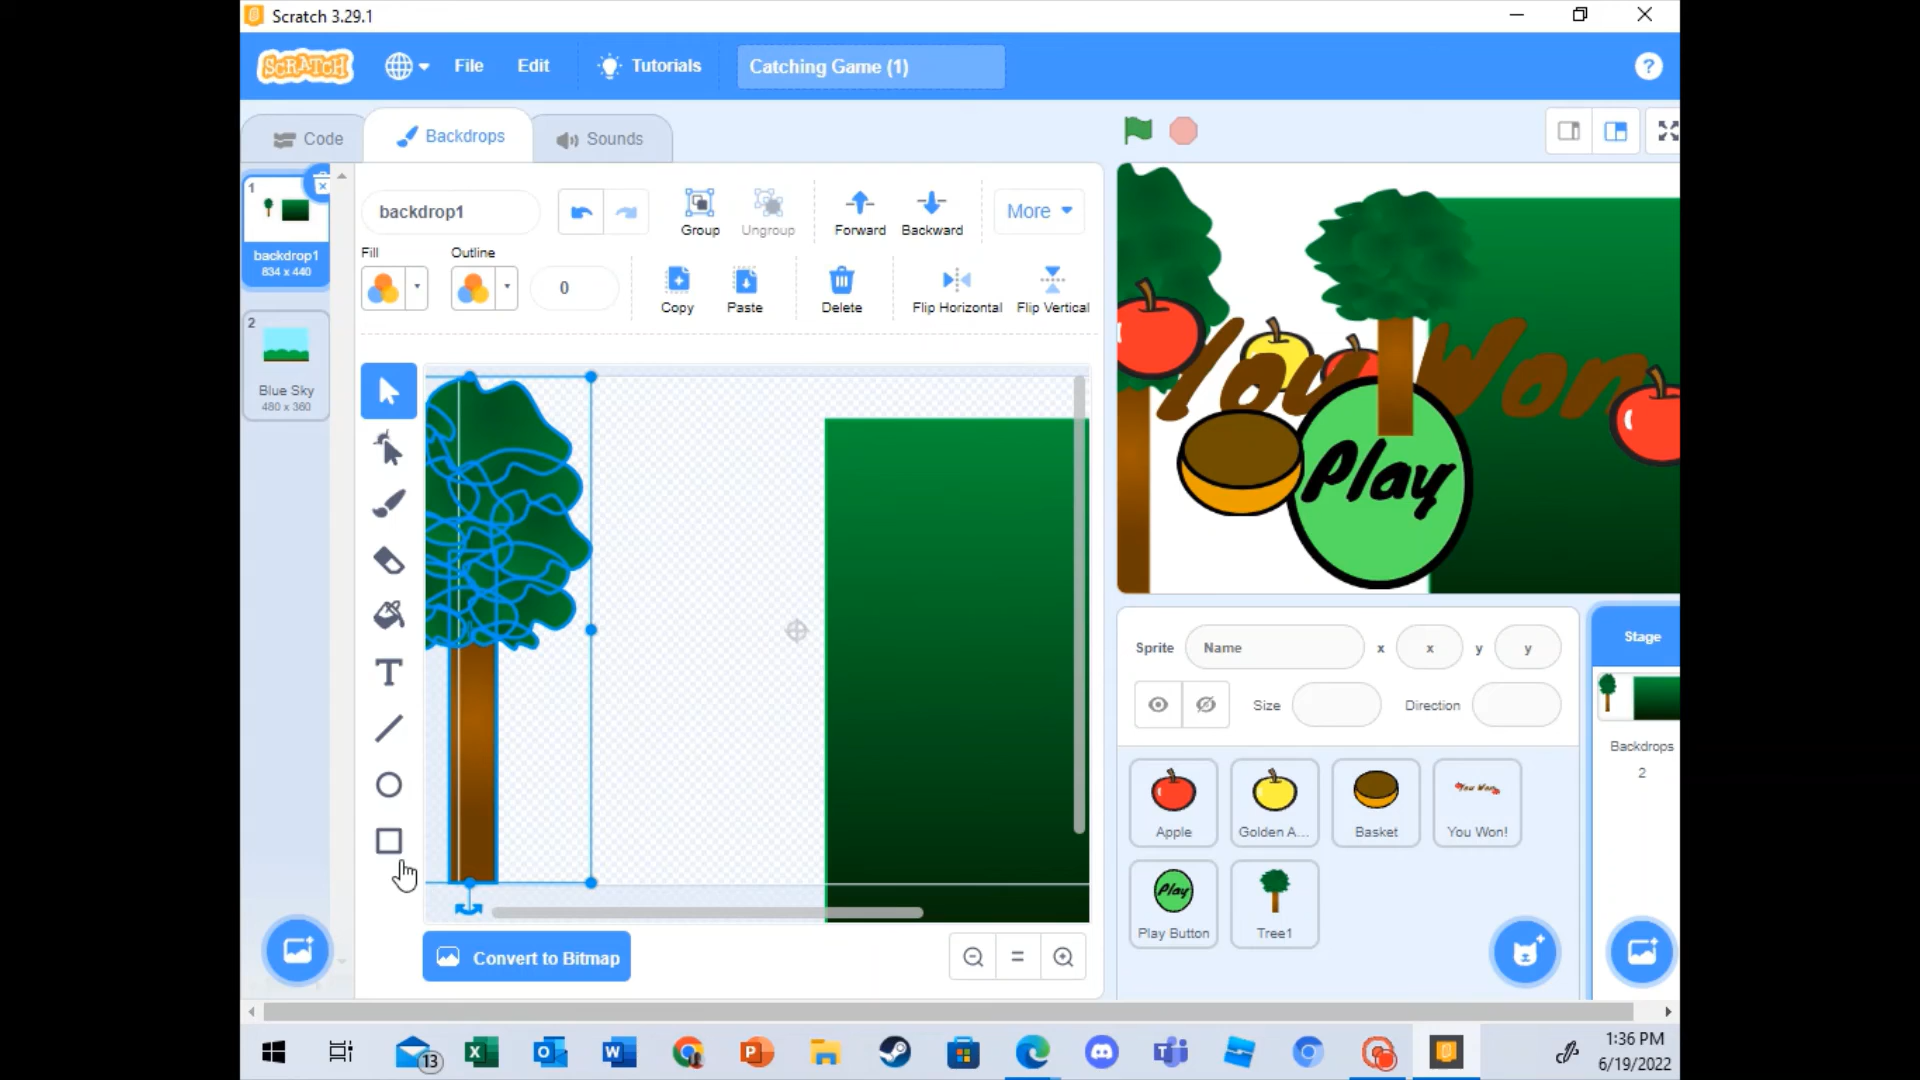 Scratch 3.29.1
SCRATCH
File
Edit
Tutorials
Catching Game (1)
?
Code
Backdrops
Sounds
1
backdrop1
834 x 440
2
Blue Sky
480 x 360
backdrop1
Group
Ungroup
Forward
Backward
More
Fill
Outline
0
Copy
Paste
Delete
Flip Horizontal
Flip Vertical
T
Convert to Bitmap
You Won
Play
Sprite
Name
x
x
y
y
Size
Direction
Stage
Backdrops
2
Apple
Golden A...
Basket
You Won!
You Won
Play
Play Button
Tree1
13
1:36 PM
6/19/2022